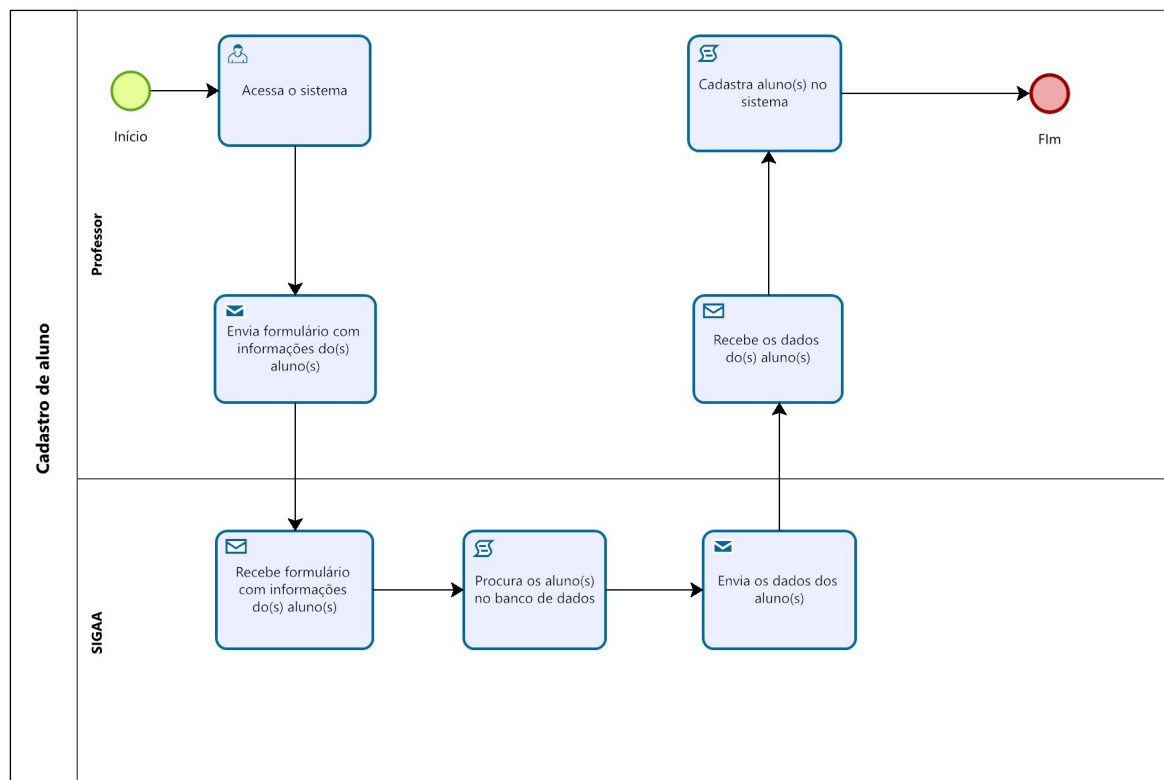 Cadastro de aluno
Professor
Início
Acessa o sistema
Envia formulário com
informações do(s)
aluno(s)
Cadastra aluno(s) no
sistema
FIm
Recebe os dados
do(s) aluno(s)
SIGAA
Recebe formulário
com informações
do(s) aluno(s)
Procura os aluno(s)
no banco de dados
Envia os dados dos
aluno(s)